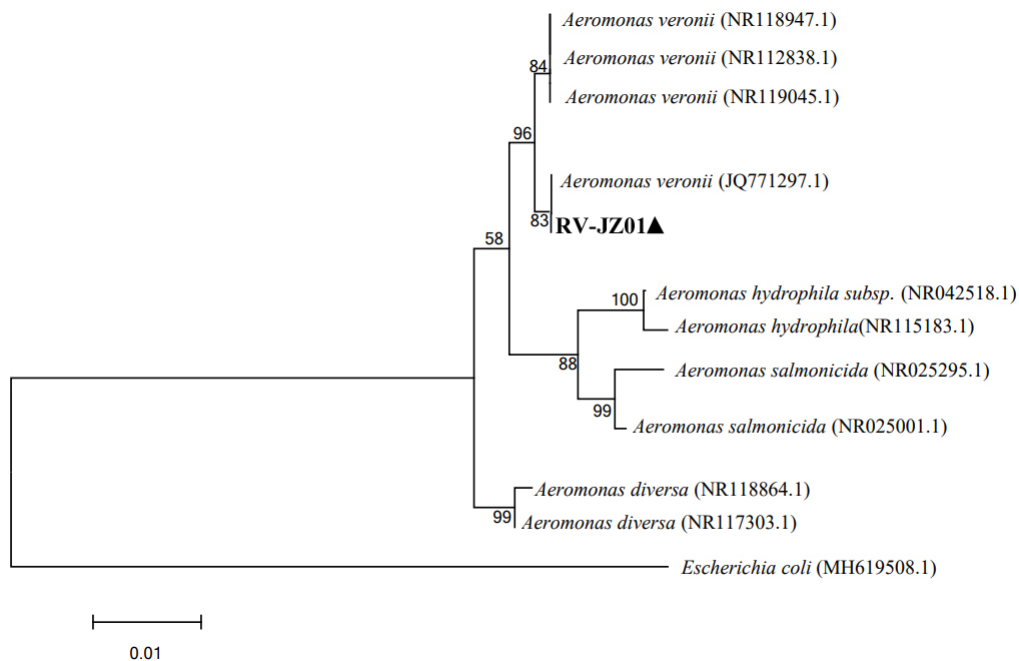 Aeromonas veronii (NR118947.1)
Aeromonas veronii (NR112838.1)
84
Aeromonas veronii (NR119045.1)
96
Aeromonas veronii (JQ771297.1)
83
RV-JZ01▲
58
Aeromonas hydrophila subsp. (NR042518.1)
100
Aeromonas hydrophila(NR115183.1)
88
Aeromonas salmonicida (NR025295.1)
99
Aeromonas salmonicida (NR025001.1)
Aeromonas diversa (NR118864.1)
99
Aeromonas diversa (NR117303.1)
Escherichia coli (MH619508.1)
0.01